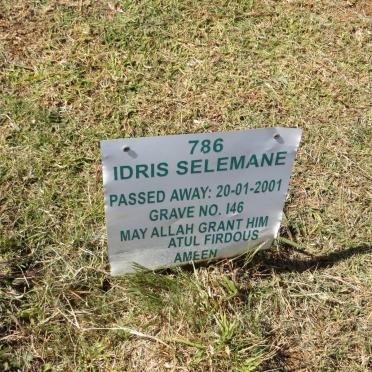 786
IDRIS SELEMANE
PASSED AWAY: 20-01-2001
GRAVE NO. 146
MAY ALLAH GRANT HIM
ATUL FIRDOUS
AMEEN